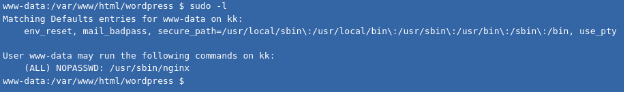 www-data:/var/www/html/wordpress $ sudo -l
Matching Defaults entries for www-data on kk:
    env_reset, mail_badpass, secure_path=/usr/local/sbin\:/usr/local/bin\:/usr/sbin\:/usr/bin\:/sbin\:/bin, use_pty

User www-data may run the following commands on kk:
    (ALL) NOPASSWD: /usr/sbin/nginx
www-data:/var/www/html/wordpress $